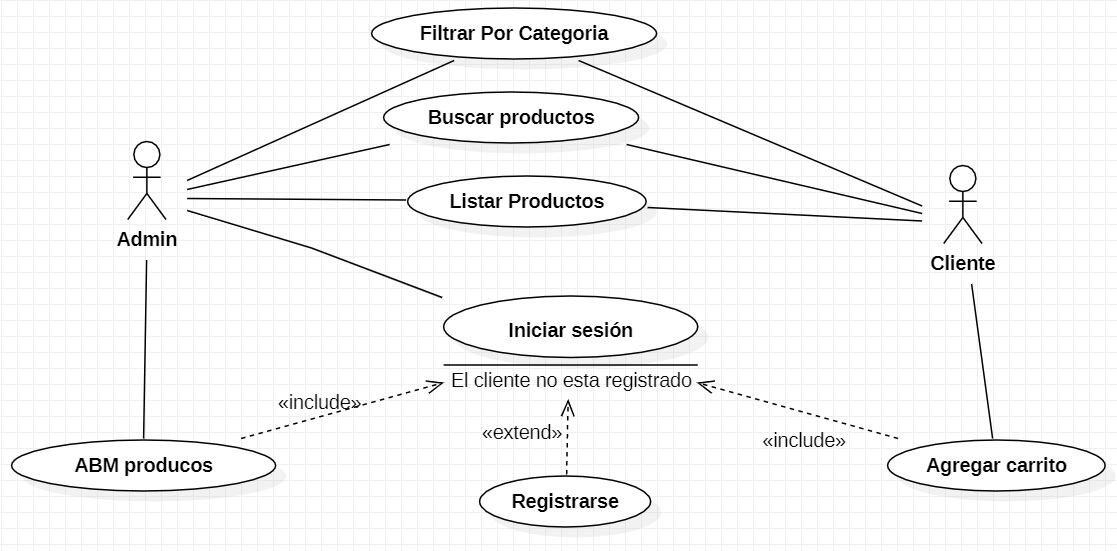 Filtrar Por Categoria
Buscar productos
Listar Productos
Admin
Cliente
Iniciar sesión
El cliente no esta registrado
«include»
«extend»
«include»
ABM producos
Agregar carrito
Registrarse